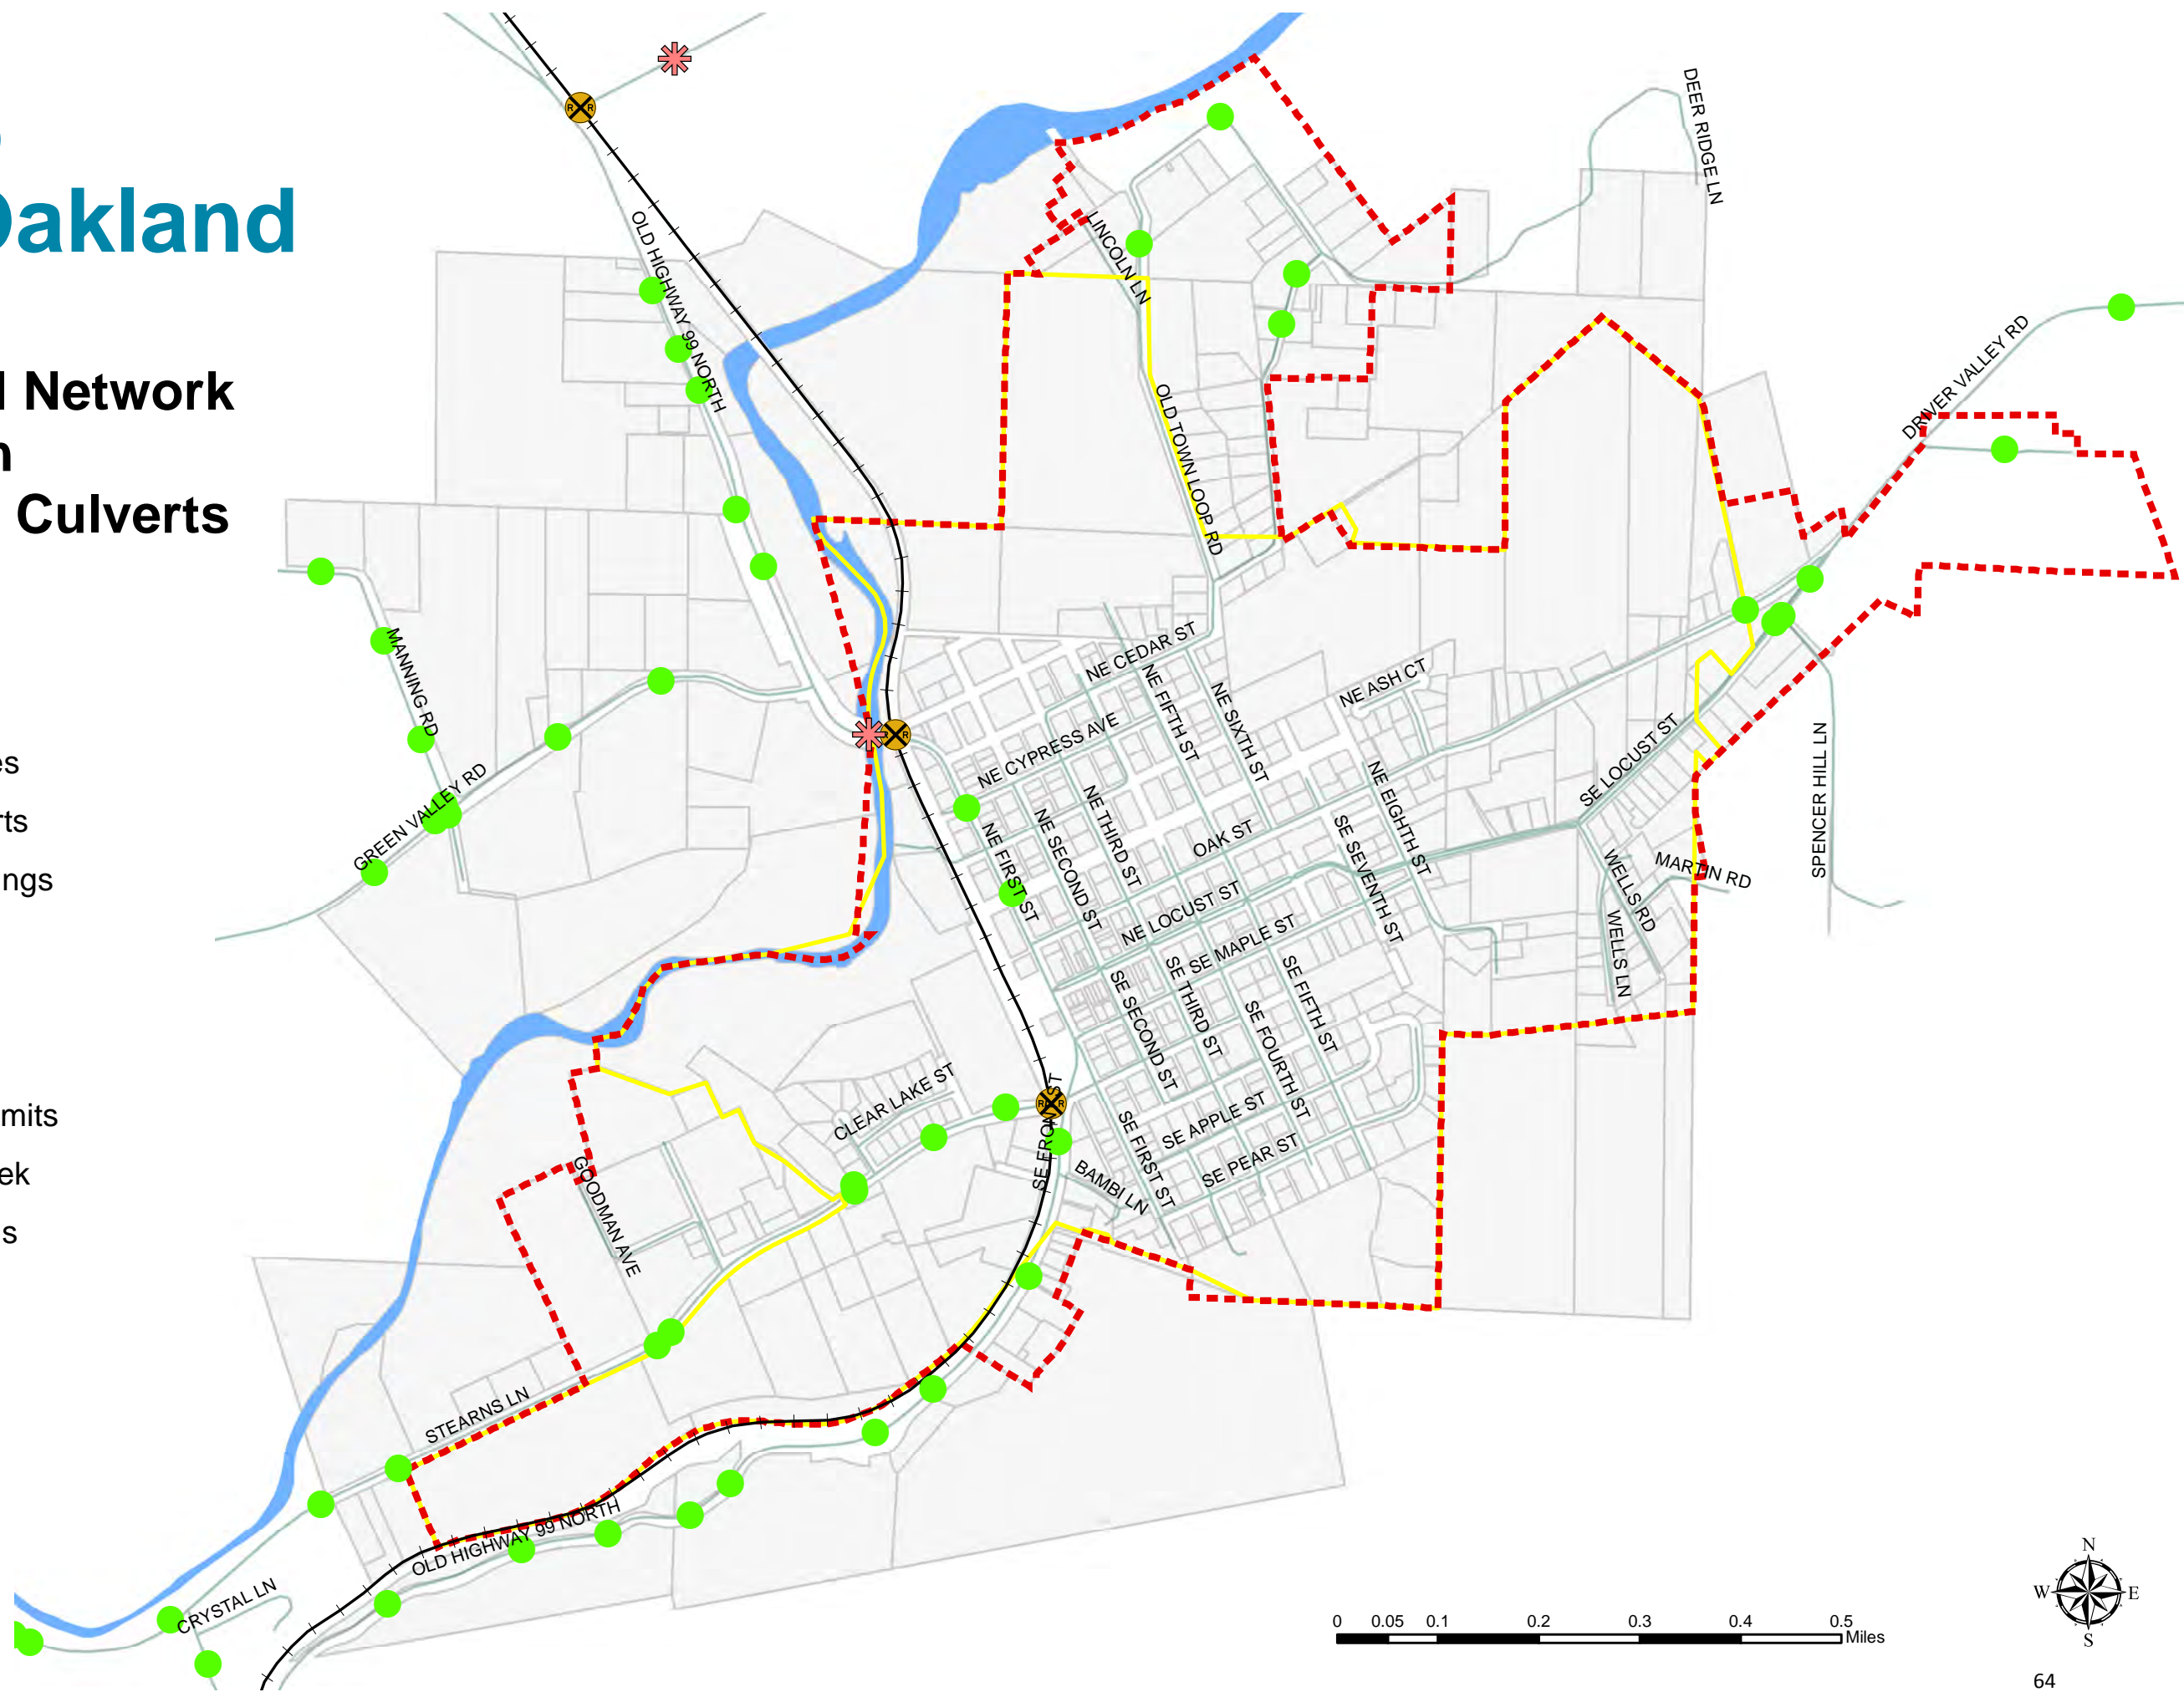 Oakland
Network
Culverts
DEER RIDGE LN
OLD HIGHWAY 99 NORTH
LINCOLN LN
DRIVER VALLEY RD
OLD TOWN LOOP RD
MANNING RD
NE CEDAR ST
NE FIFTH ST
NE SIXTH ST
NE ASH CT
NE CYPRESS AVE
SE LOCUST ST
SPENCER HILL LN
GREEN VALLEY RD
NE EIGHTH ST
NE THIRD ST
NE SECOND ST
NE FIRST ST
OAK ST
SE SEVENTH ST
WELLS RD
MARTIN RD
WELLS LN
NE LOCUST ST
SE MAPLE ST
SE SECOND ST
SE THIRD ST
SE FOURTH ST
SE FIFTH ST
CLEAR LAKE ST
SE FRONT ST
SE FIRST ST
SE APPLE ST
SE PEAR ST
BAMBI LN
GOODMAN AVE
STEARNS LN
OLD HIGHWAY 99 NORTH
CRYSTAL LN
R R
R
R R
es
rts
ings
mits
ek
s
0 0.05 0.1 0.2 0.3 0.4 0.5
Miles
N
W E
S
64